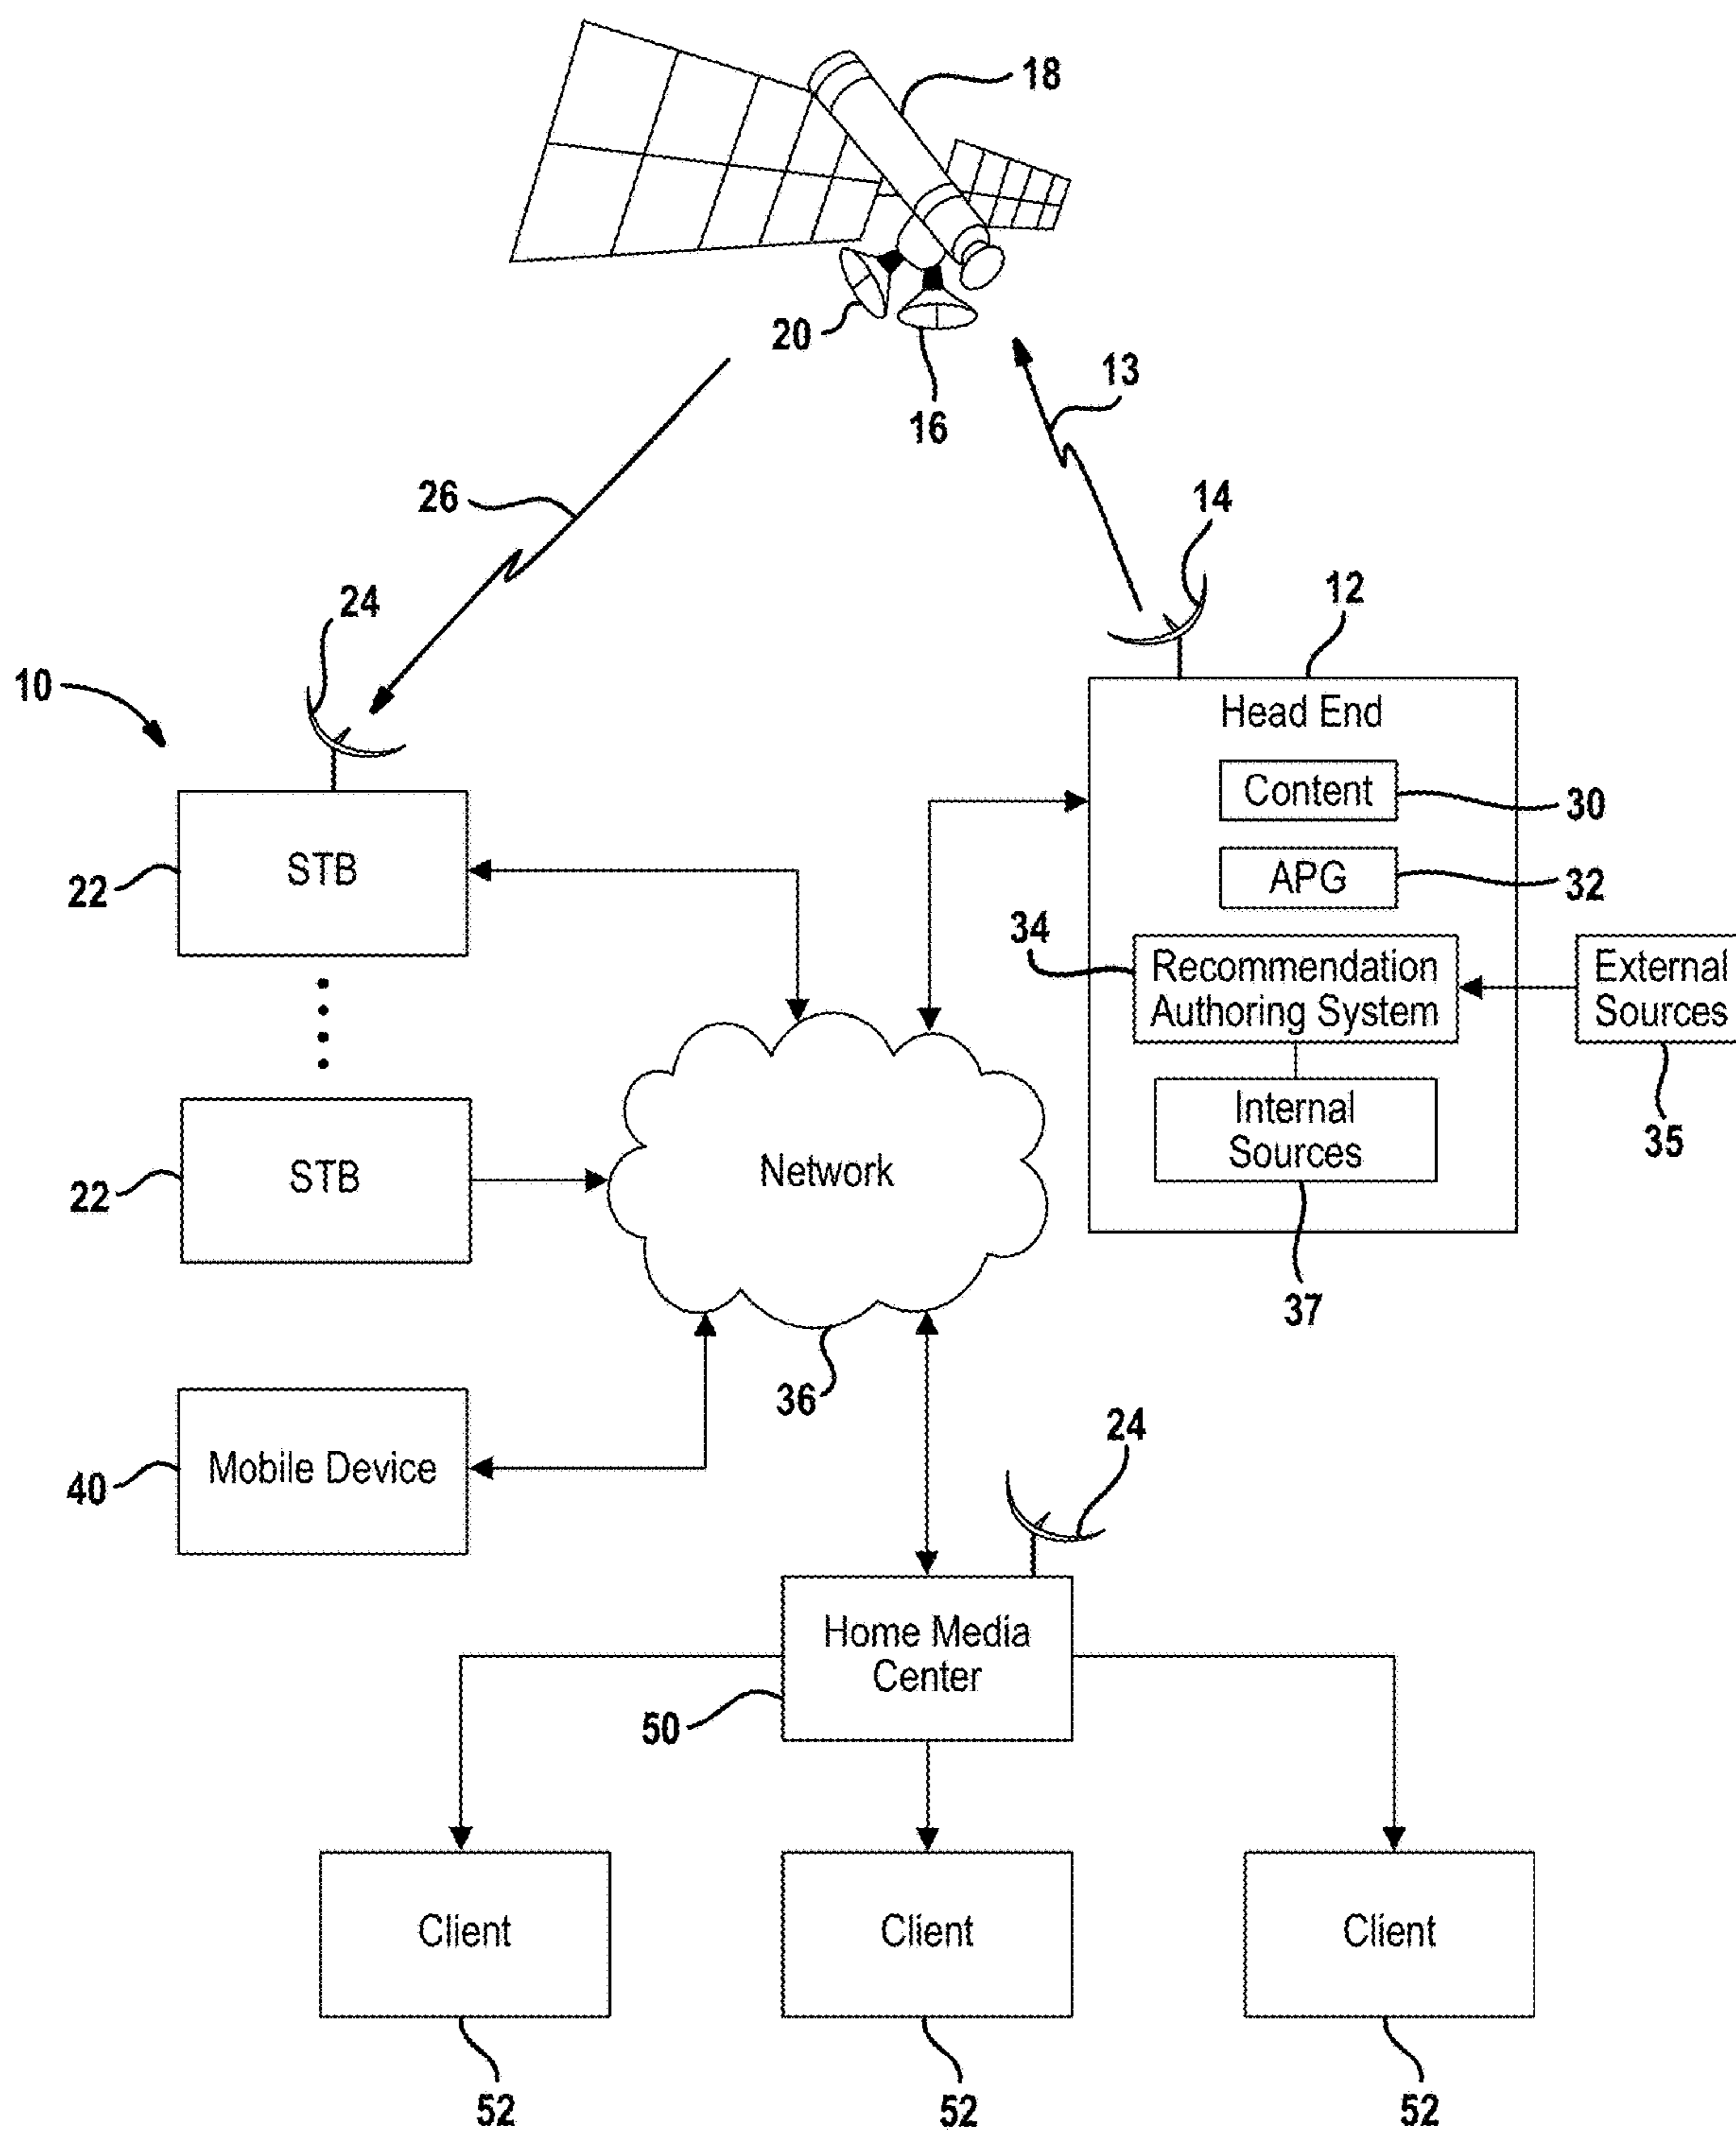 18
20
16
13
26
14
24
12
10
Head End
Content
30
STB
22
APG
32
34
Recommendation
Authoring System
External
Sources
Internal
Sources
35
STB
22
Network
37
36
24
Mobile Device
40
Home Media
Center
50
Client
Client
Client
52
52
52